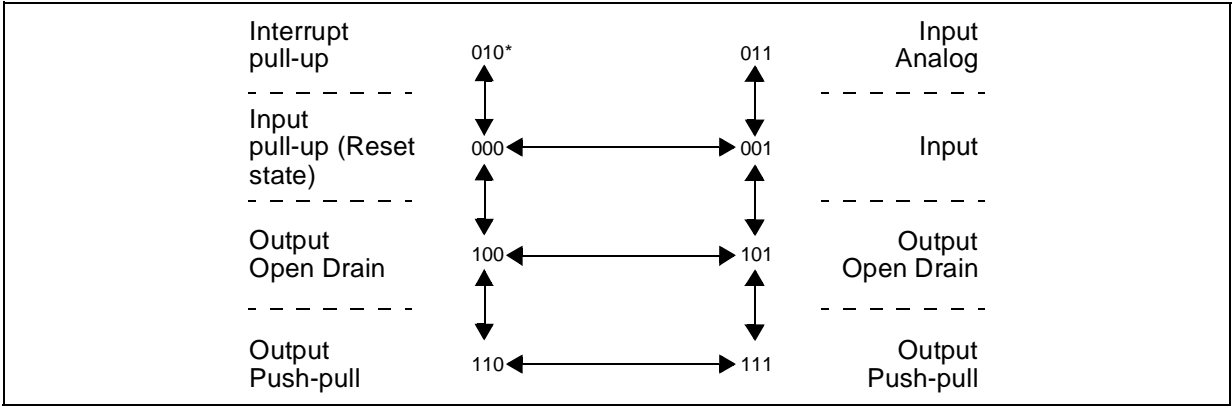 Interrupt
pull-up
010*
011
Input
Analog
Input
pull-up (Reset
state)
000
001
Input
Output
Open Drain
100
101
Output
Open Drain
Output
Push-pull
110
111
Output
Push-pull